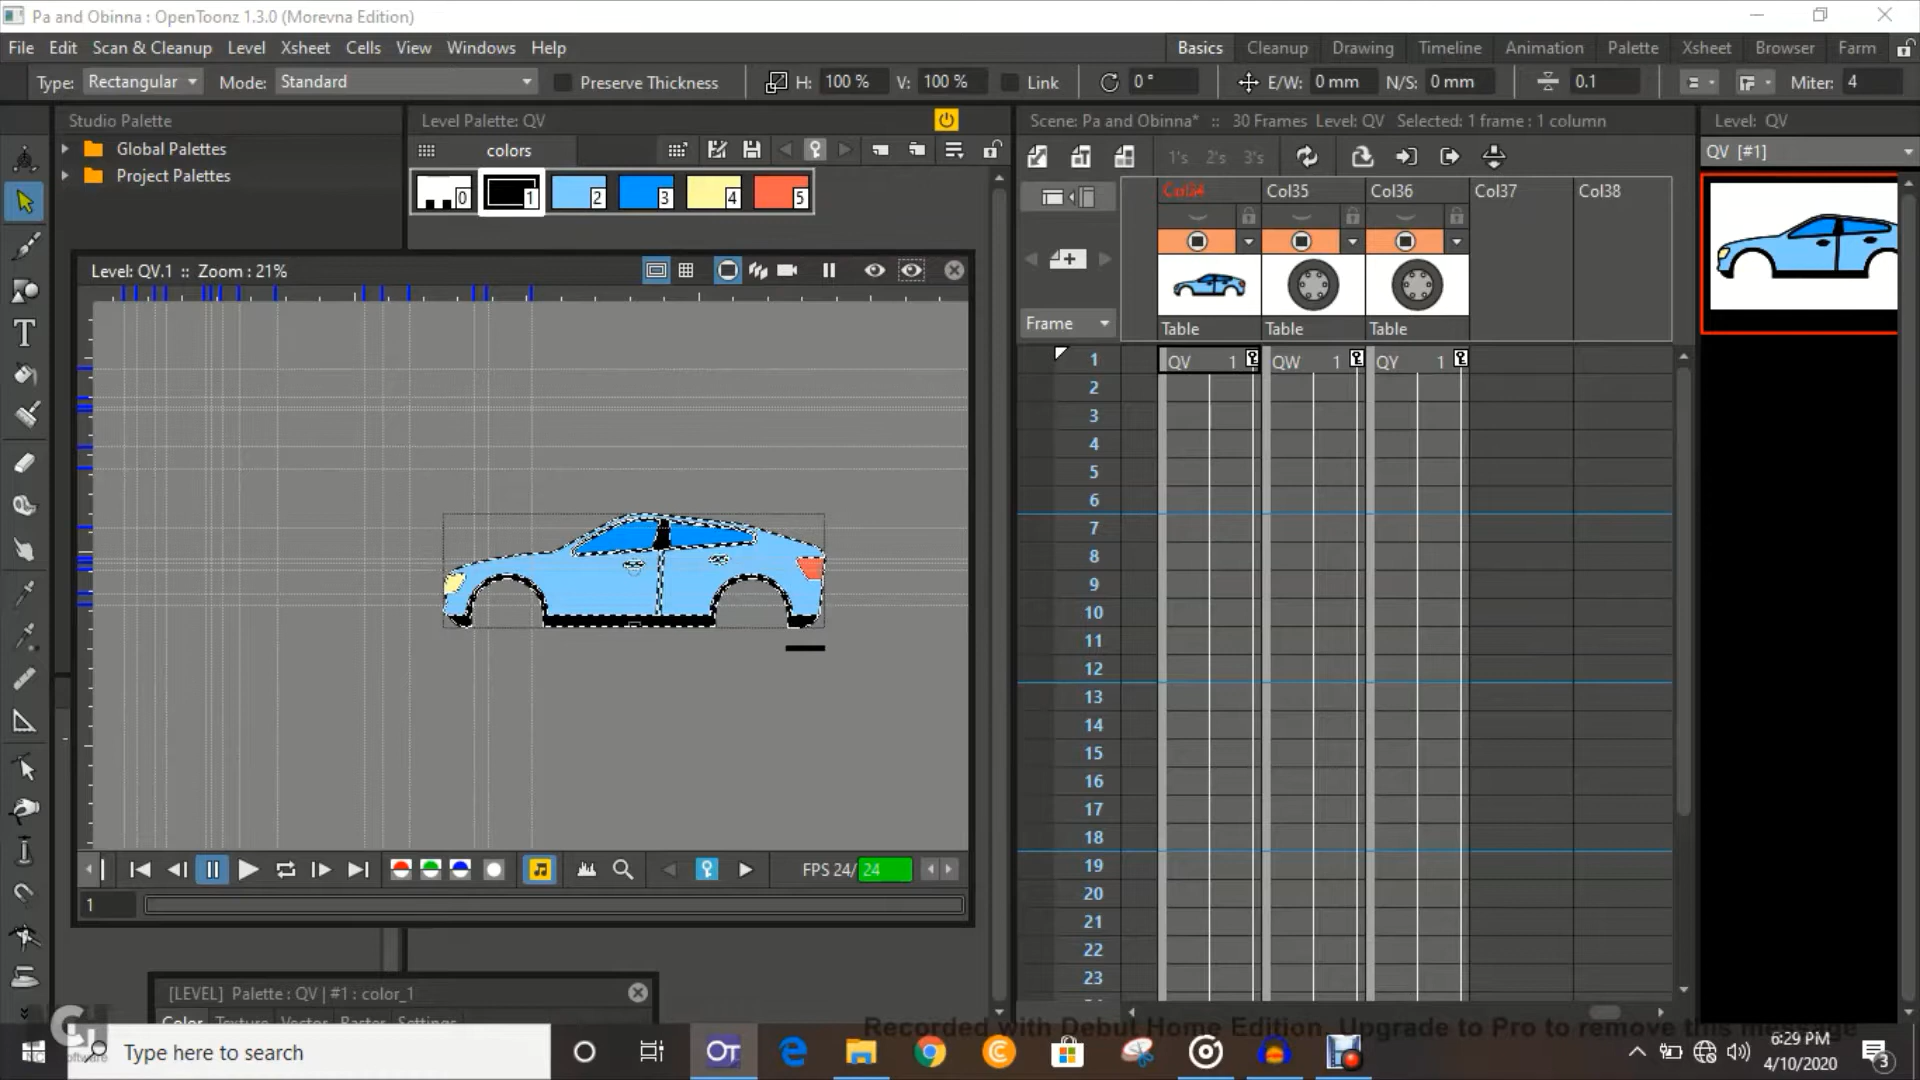 Pa and Obinna : OpenToonz 1.3.0 (Morevna Edition)
File Edit Scan & Cleanup Level Xsheet Cells View Windows Help
Basics Cleanup Drawing Timeline Animation Palette Xsheet Browser Farm
Type: Rectangular Mode: Standard Preserve Thickness H: 100 % V: 100 % Link 0 ° E/W: 0 mm N/S: 0 mm 0.1 Miter: 4
Studio Palette
Global Palettes
Project Palettes
Level Palette: QV
colors
0 1 2 3 4 5
Level: QV.1 :: Zoom : 21%
FPS 24/ 24
1
[LEVEL] Palette : QV | #1 : color_1
Color Texture Vector Raster Settings
Scene: Pa and Obinna* :: 30 Frames Level: QV Selected: 1 frame : 1 column
1's 2's 3's
Col34 Col35 Col36 Col37 Col38
Frame
Table Table Table
1 QV 1 QW 1 QY 1
2
3
4
5
6
7
8
9
10
11
12
13
14
15
16
17
18
19
20
21
22
23
Level: QV
QV [#1]
Recorded with Debut Home Edition. Upgrade to Pro to remove this message
Type here to search
OT
6:29 PM
4/10/2020
3